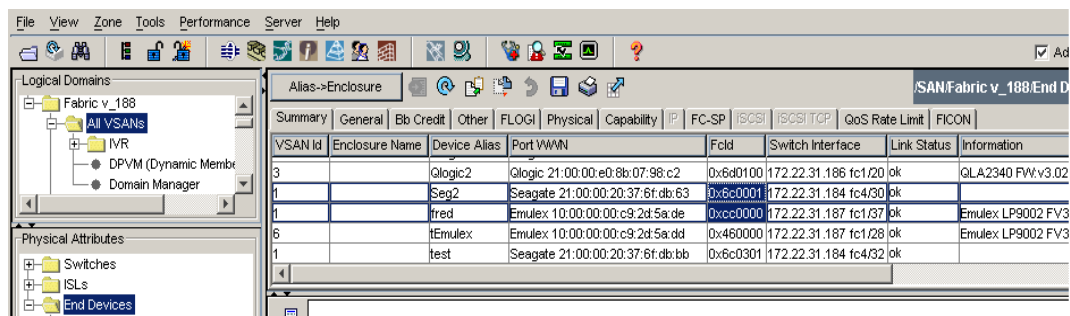 File View Zone Tools Performance Server Help
Logical Domains
Fabric v_188
All VSANs
IVR
DPVM (Dynamic Membe
Domain Manager
Physical Attributes
Switches
ISLs
End Devices
Ad
Alias->Enclosure
/SAN/Fabric v_188/End D
Summary General Bb Credit Other FLOGI Physical Capability IP FC-SP iSCSI iSCSI TCP QoS Rate Limit FICON
VSAN Id Enclosure Name Device Alias Port WWN FcId Switch Interface Link Status Information
3 Qlogic2 Qlogic 21:00:00:e0:8b:07:98:c2 0x6d0100 172.22.31.186 fc1/20 ok QLA2340 FW:v3.02
1 Seg2 Seagate 21:00:00:20:37:6f:db:63 0x6c0001 172.22.31.184 fc4/30 ok
1 fred Emulex 10:00:00:00:c9:2d:5a:de 0xcc0000 172.22.31.187 fc1/37 ok Emulex LP9002 FV3
6 tEmulex Emulex 10:00:00:00:c9:2d:5a:dd 0x460000 172.22.31.187 fc1/28 ok Emulex LP9002 FV3
1 test Seagate 21:00:00:20:37:6f:db:bb 0x6c0301 172.22.31.184 fc4/32 ok